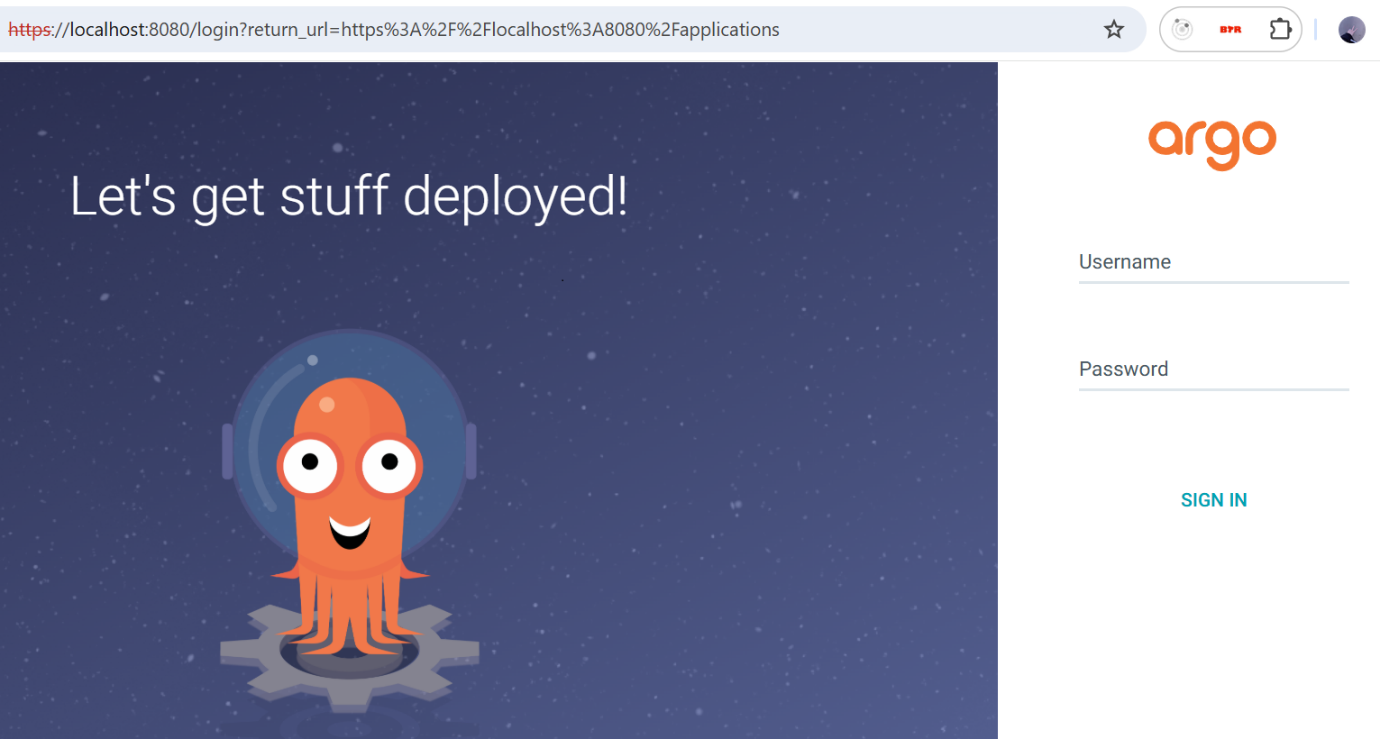 https://localhost:8080/login?return_url=https%3A%2F%2Flocalhost%3A8080%2Fapplications
BPR
argo
Let's get stuff deployed!
Username
Password
SIGN IN